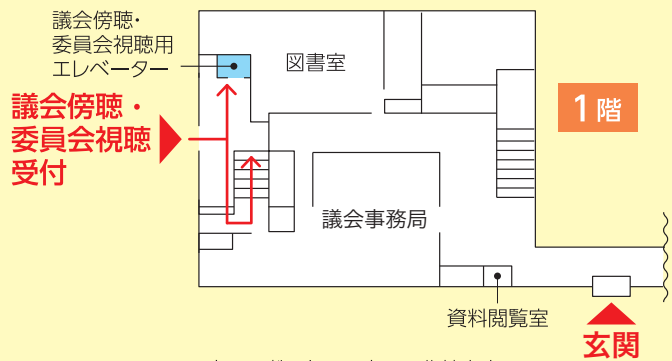 議会傍聴・
委員会視聴用
エレベーター
図書室
1階
議会傍聴・
委員会視聴
受付
議会事務局
資料閲覧室
玄関